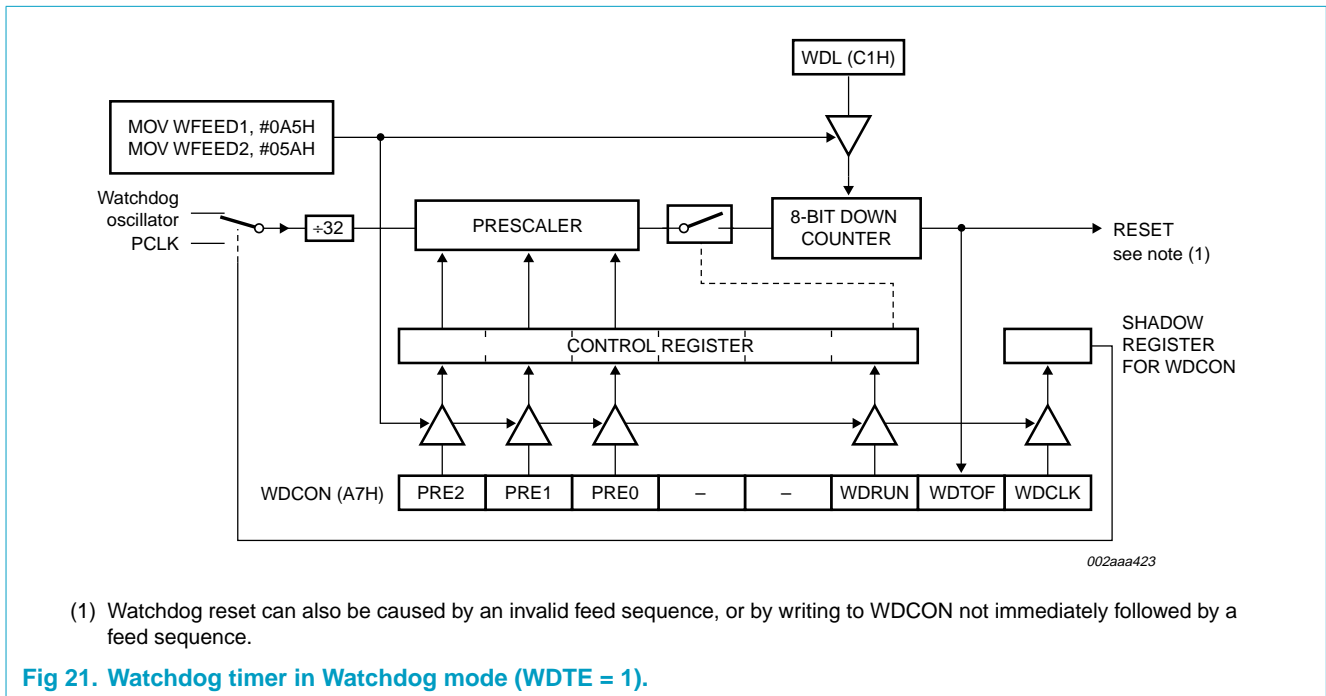 WDL (C1H)
MOV WFEED1, #0A5H
MOV WFEED2, #05AH
Watchdog
oscillator
PCLK
÷32
PRESCALER
8-BIT DOWN
COUNTER
RESET
see note (1)
CONTROL REGISTER
SHADOW
REGISTER
FOR WDCON
WDCON (A7H)
PRE2
PRE1
PRE0
–
–
WDRUN
WDTOF
WDCLK
002aaa423
(1) Watchdog reset can also be caused by an invalid feed sequence, or by writing to WDCON not immediately followed by a
feed sequence.
Fig 21. Watchdog timer in Watchdog mode (WDTE = 1).